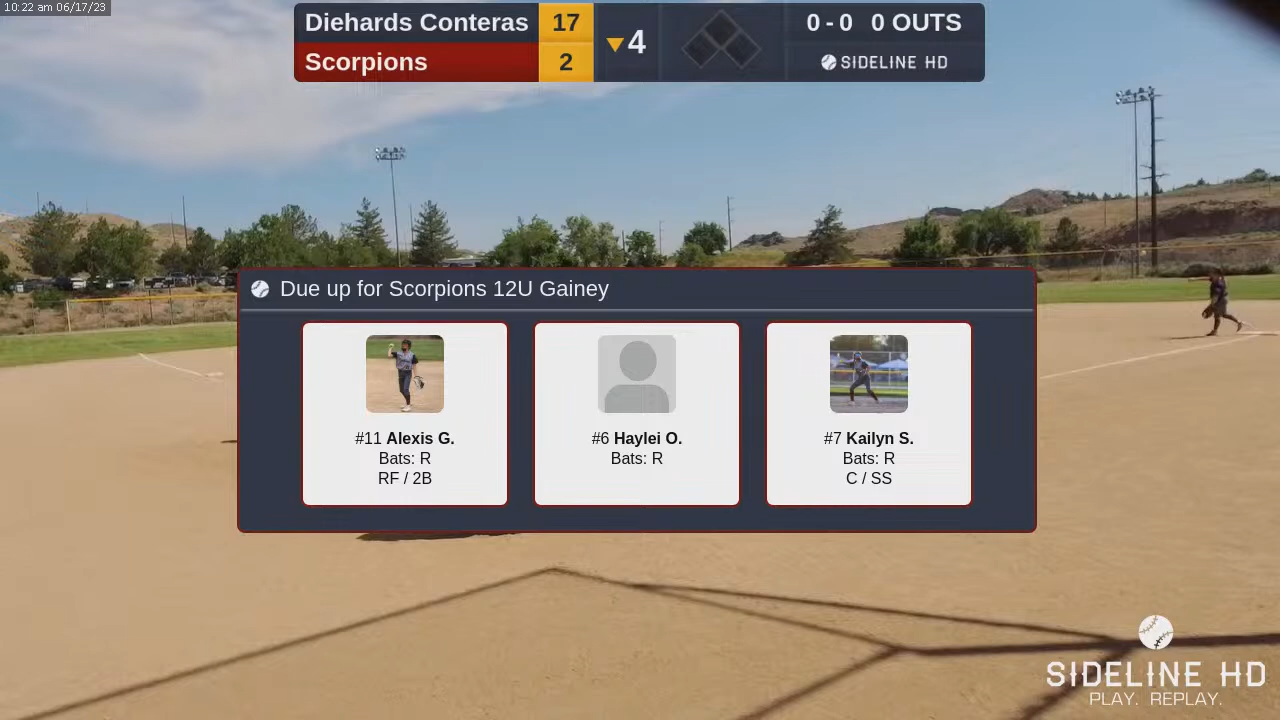 10:22 am 06/17/23
Diehards Conteras 17
Scorpions 2
4
0 - 0 0 OUTS
SIDELINE HD
Due up for Scorpions 12U Gainey
#11 Alexis G.
Bats: R
RF / 2B
#6 Haylei O.
Bats: R
#7 Kailyn S.
Bats: R
C / SS
SIDELINE HD
PLAY. REPLAY.